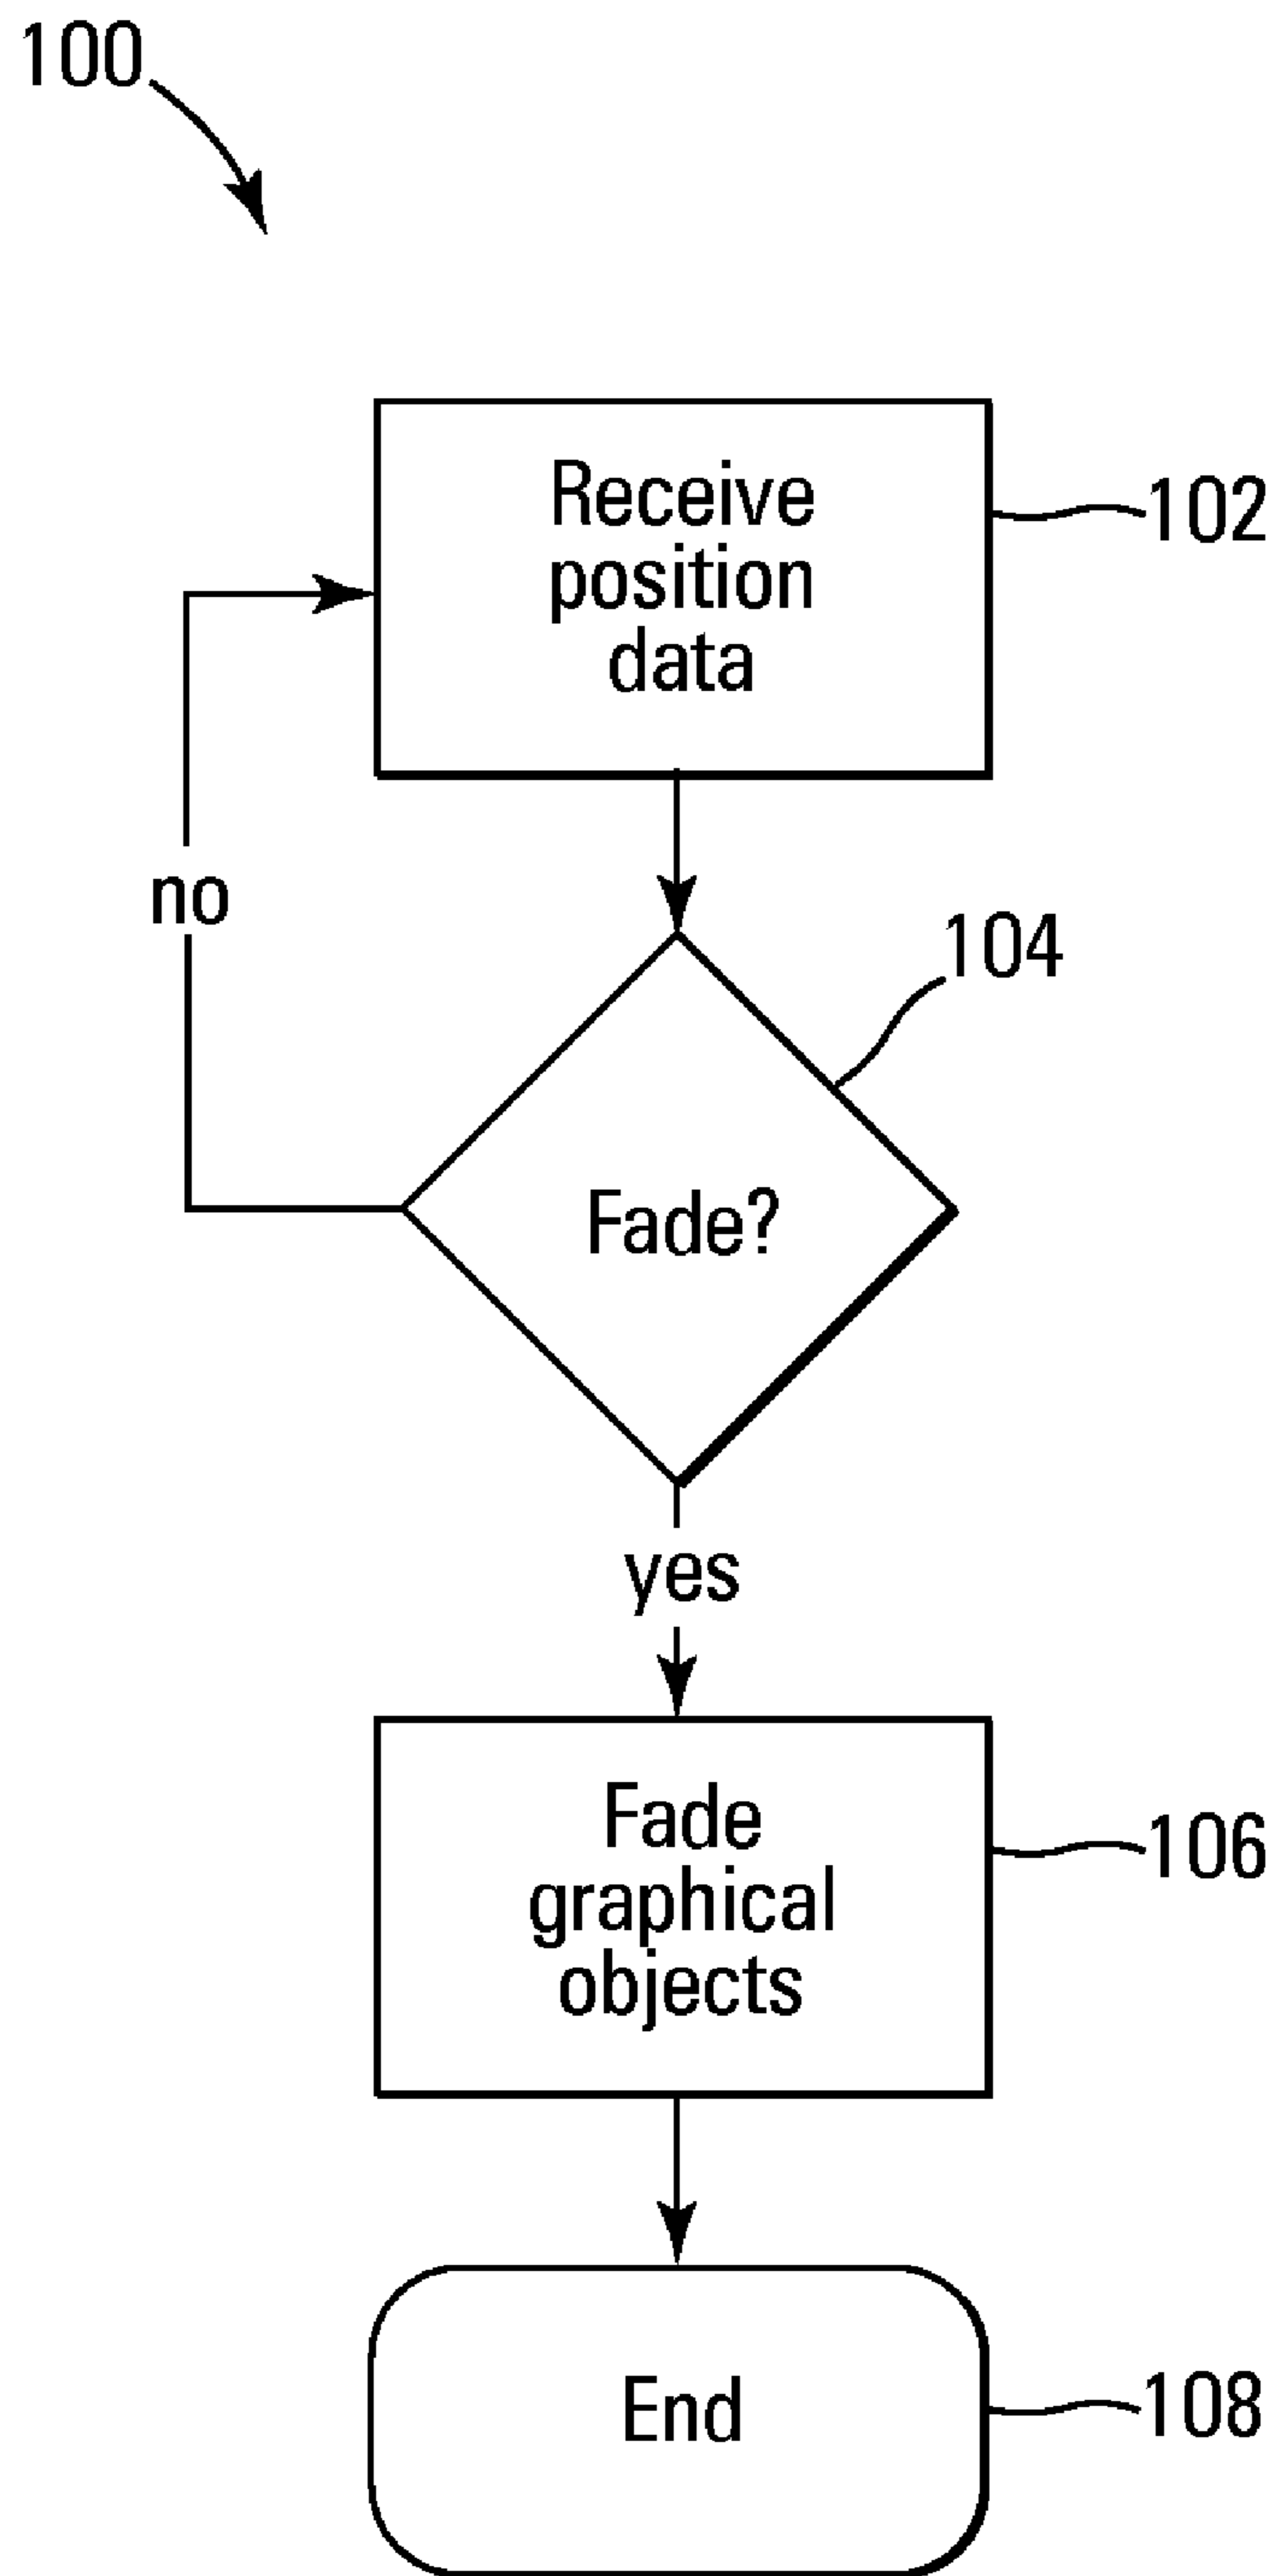 100
Receive
position
data
102
no
104
Fade?
yes
Fade
graphical
objects
106
End
108